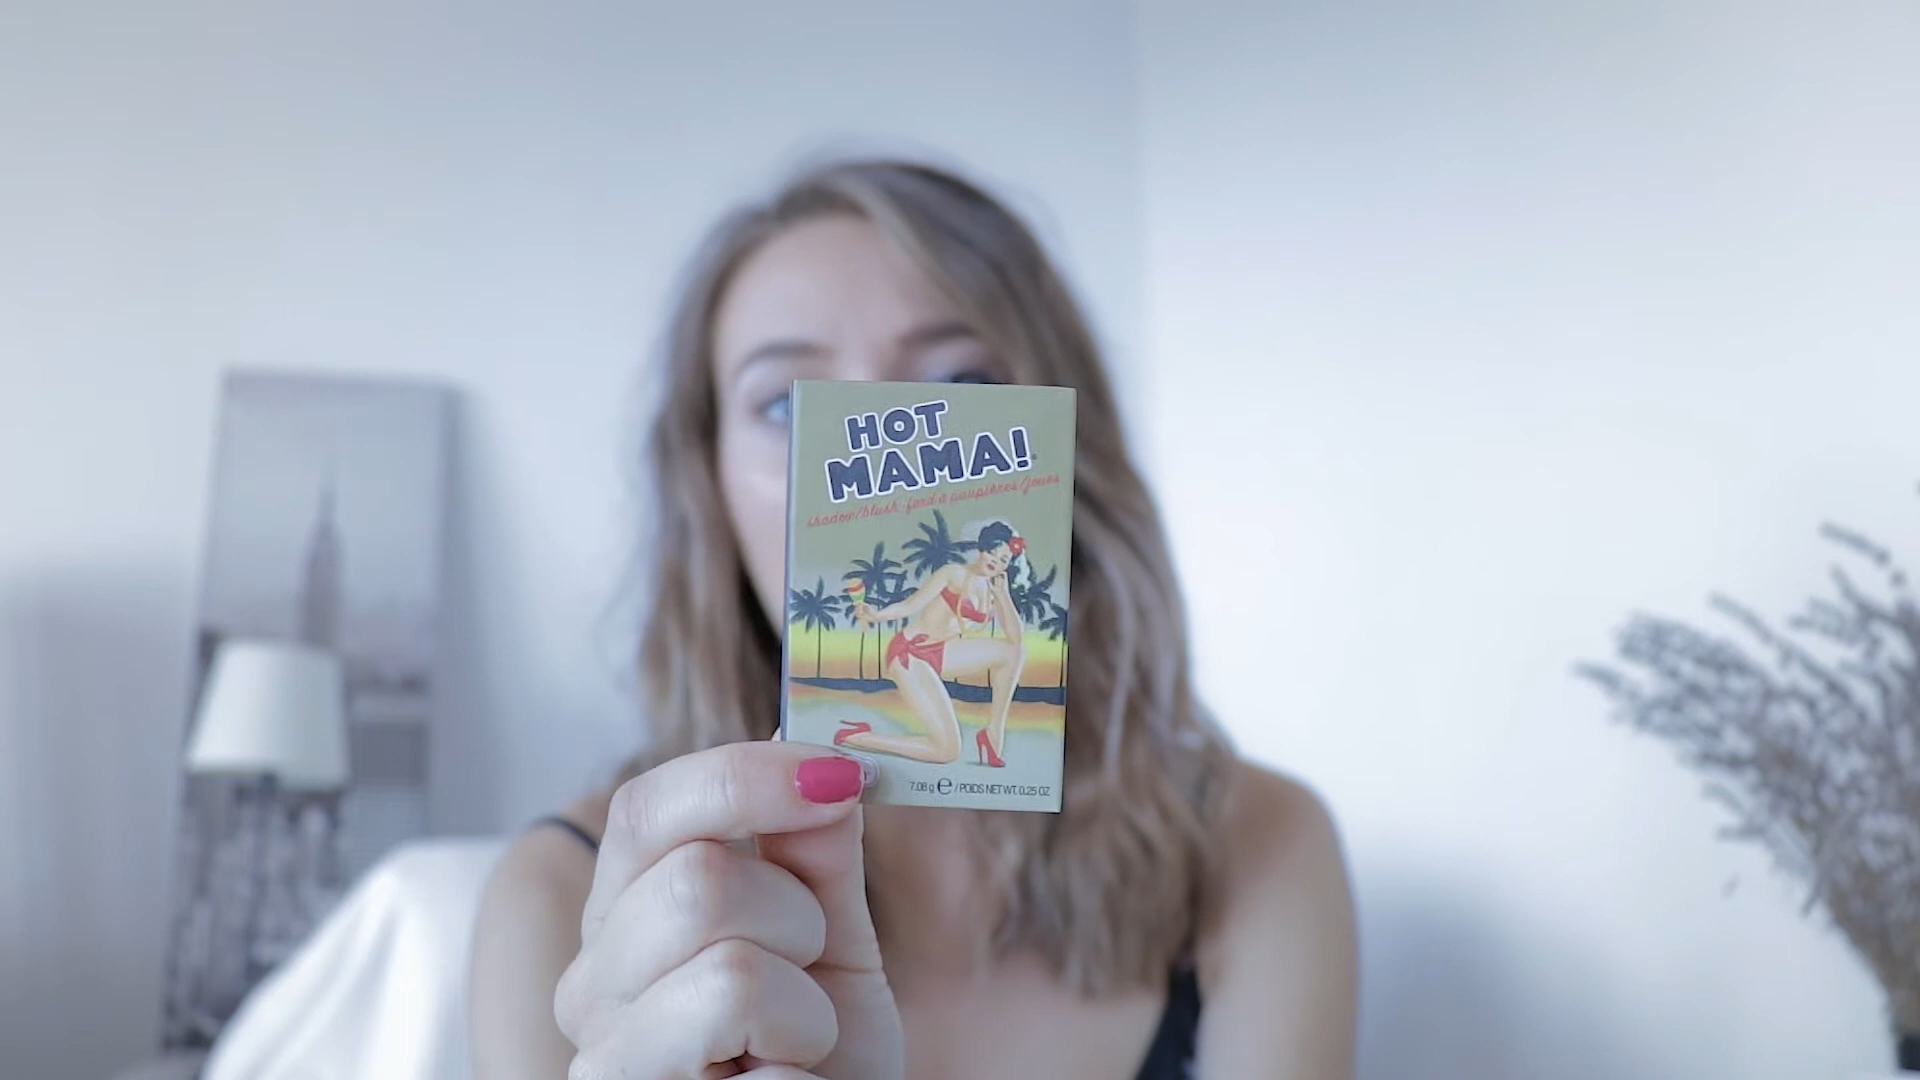 HOT
MAMA!
shadow/blush·fard à paupières/joues
7.08 g e / POIDS NET WT. 0.25 OZ